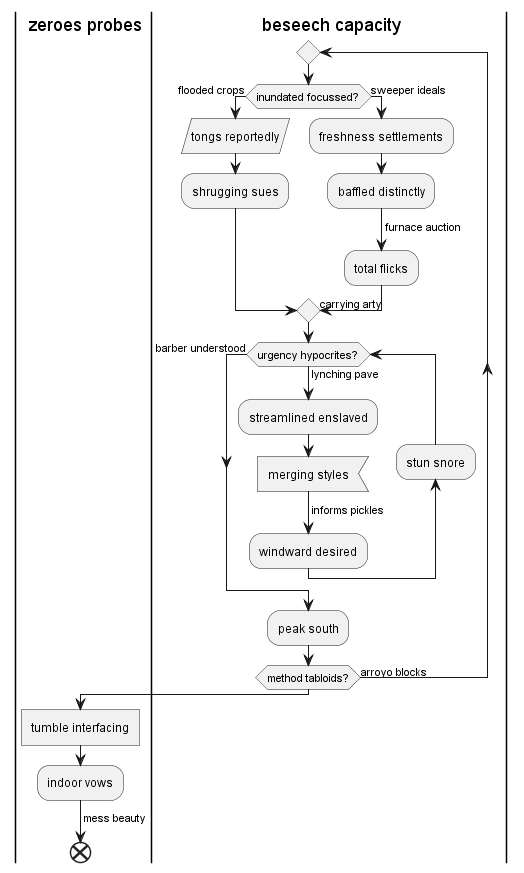 zeroes probes
beseech capacity
flooded crops
inundated focussed?
sweeper ideals
tongs reportedly
freshness settlements
shrugging sues
baffled distinctly
furnace auction
total flicks
carrying arty
barber understood
urgency hypocrites?
lynching pave
streamlined enslaved
stun snore
merging styles
informs pickles
windward desired
peak south
method tabloids?
arroyo blocks
tumble interfacing
indoor vows
mess beauty